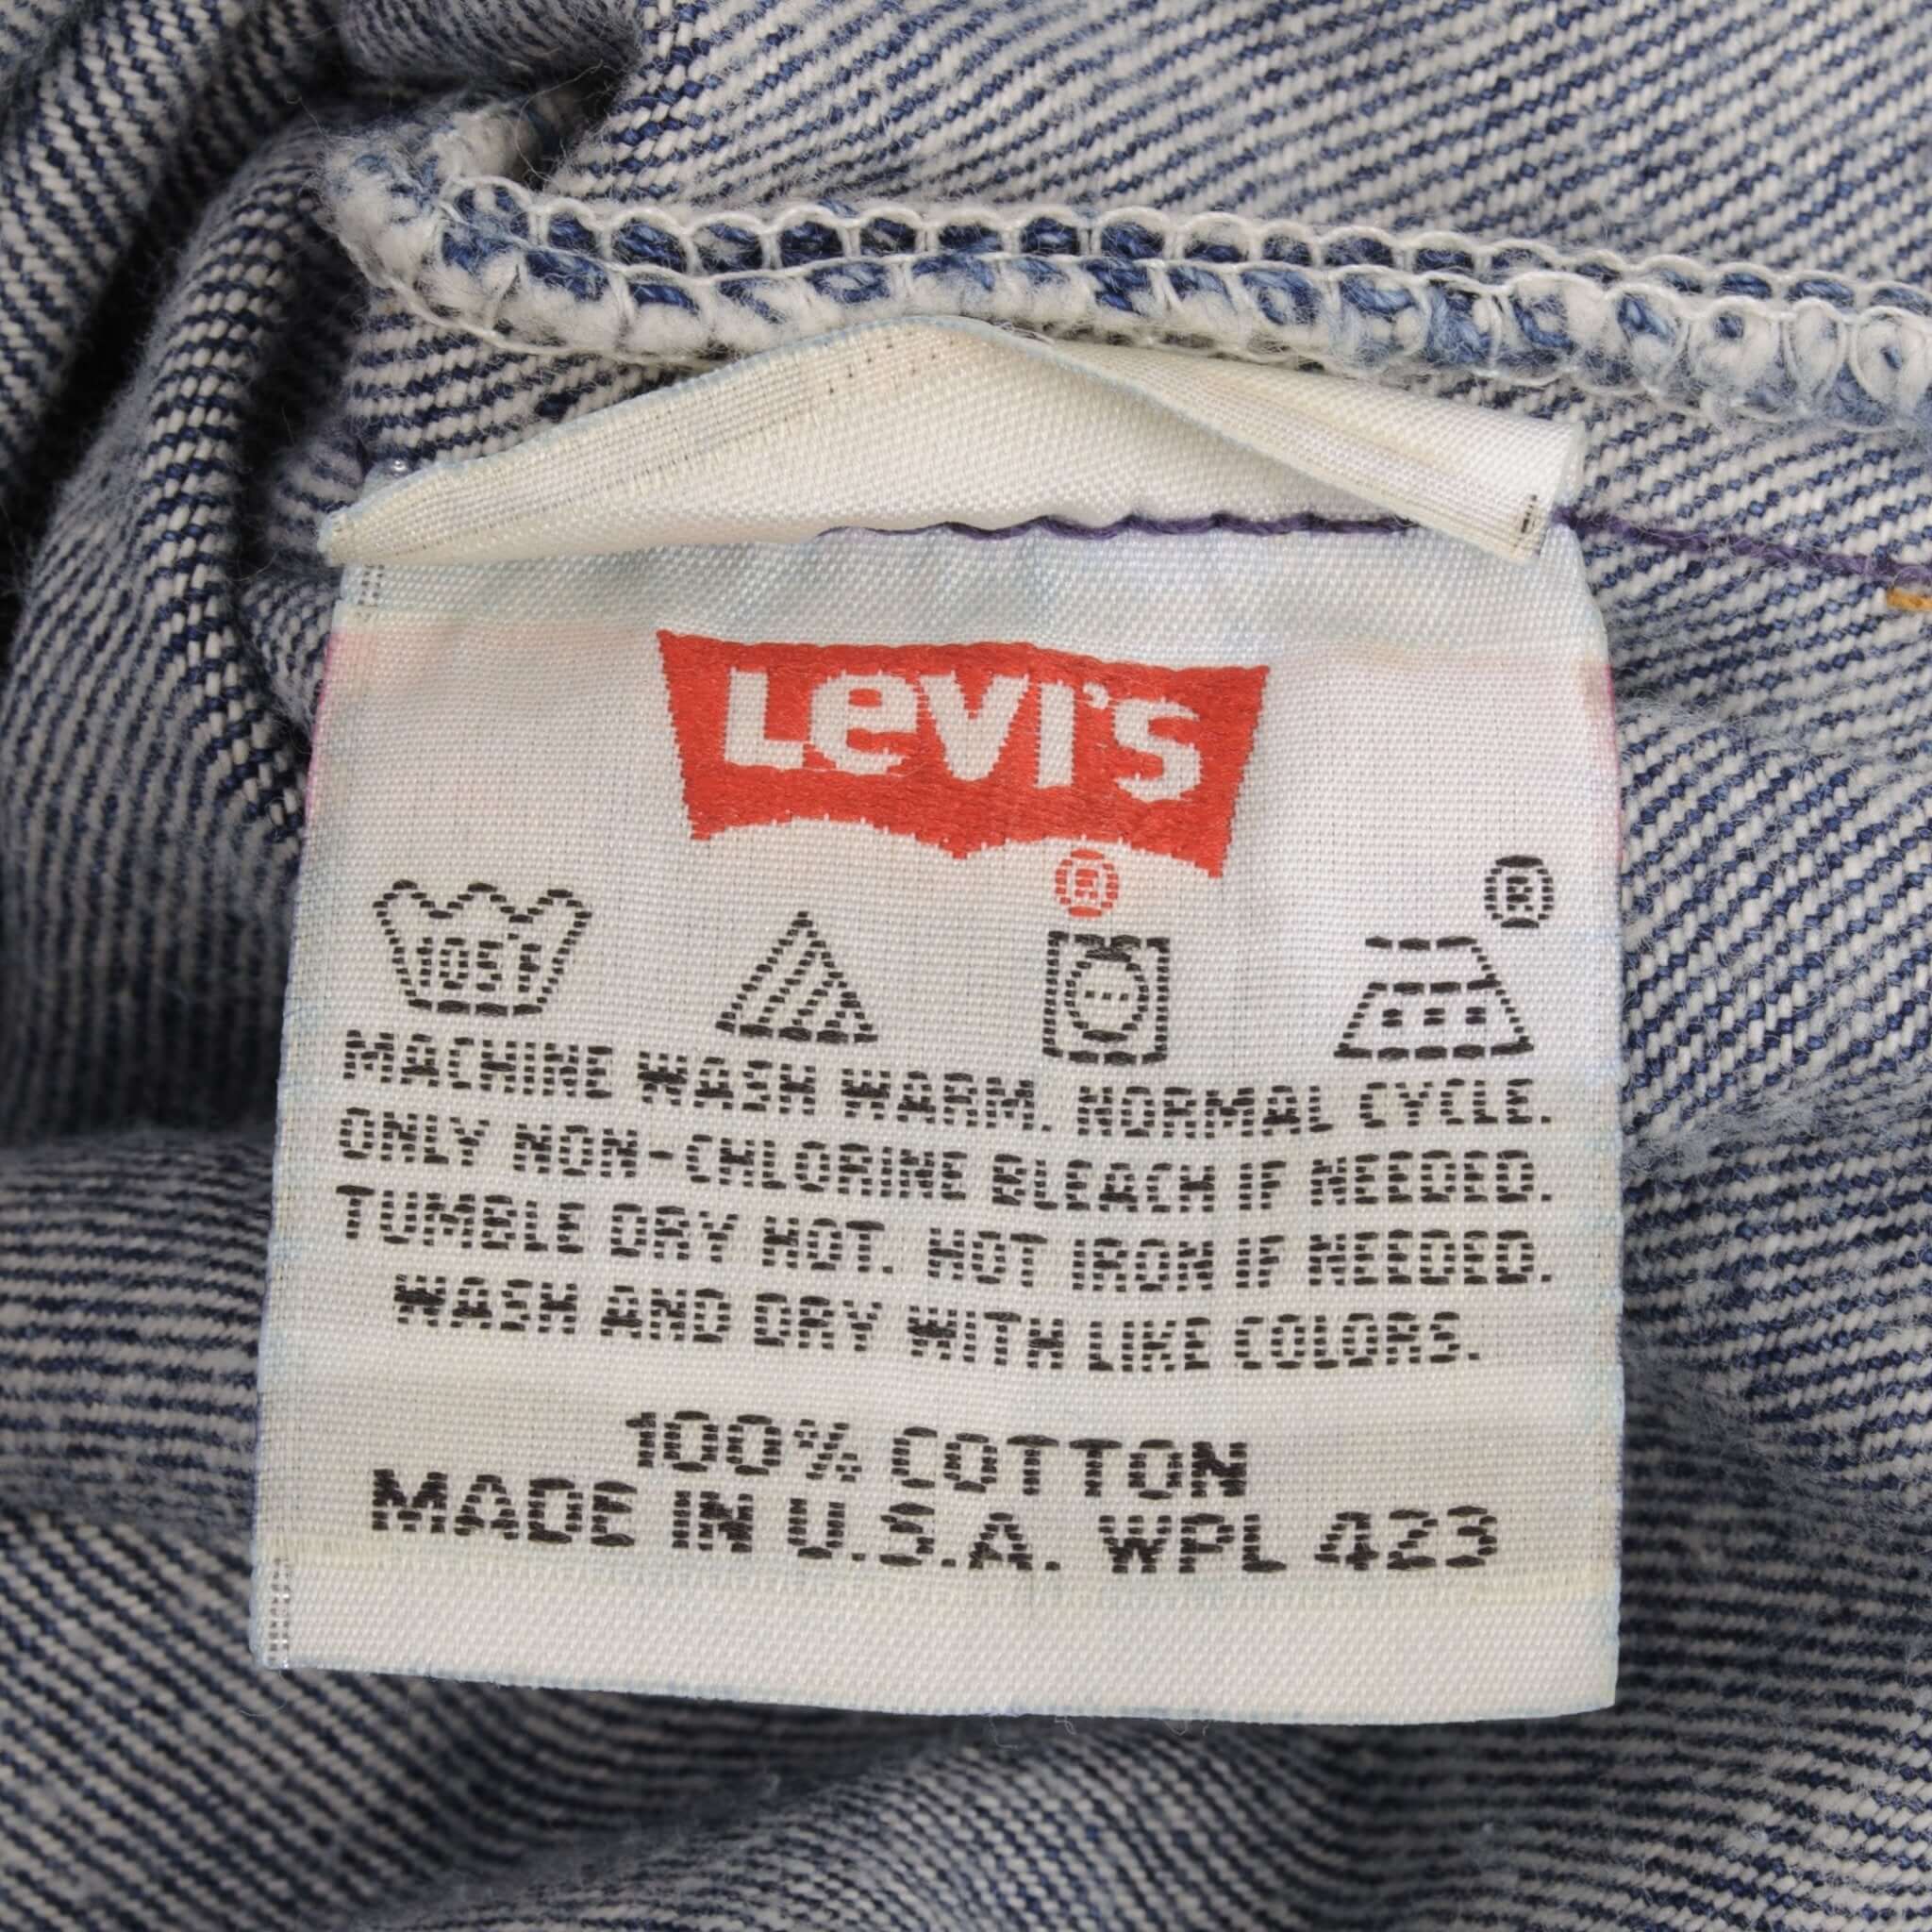 Levi's
®
®
105°F
MACHINE WASH WARM. NORMAL CYCLE.
ONLY NON-CHLORINE BLEACH IF NEEDED.
TUMBLE DRY HOT. HOT IRON IF NEEDED.
WASH AND DRY WITH LIKE COLORS.
100% COTTON
MADE IN U.S.A. WPL 423